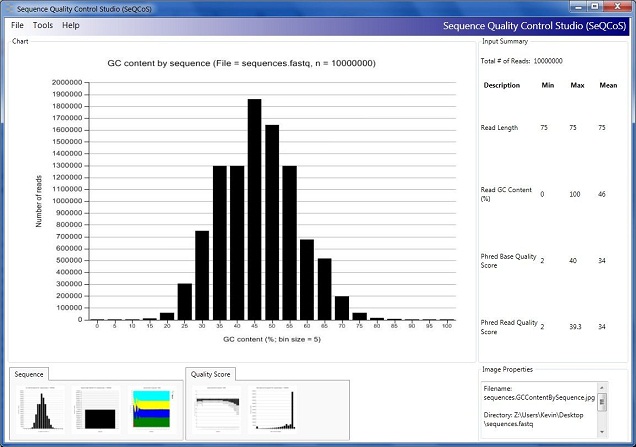 Sequence Quality Control Studio (SeQCoS)
File Tools Help
Sequence Quality Control Studio (SeQCoS)
Chart
GC content by sequence (File = sequences.fastq, n = 10000000)
Number of reads
2000000
1900000
1800000
1700000
1600000
1500000
1400000
1300000
1200000
1100000
1000000
900000
800000
700000
600000
500000
400000
300000
200000
100000
0
0 5 10 15 20 25 30 35 40 45 50 55 60 65 70 75 80 85 90 95 100
GC content (%; bin size = 5)
Input Summary
Total # of Reads: 10000000
Description Min Max Mean
Read Length 75 75 75
Read GC Content
(%) 0 100 46
Phred Base Quality
Score 2 40 34
Phred Read Quality
Score 2 39.3 34
Sequence
Quality Score
Image Properties
Filename:
sequences.GCContentBySequence.jpg
Directory: Z:\Users\Kevin\Desktop
\sequences.fastq